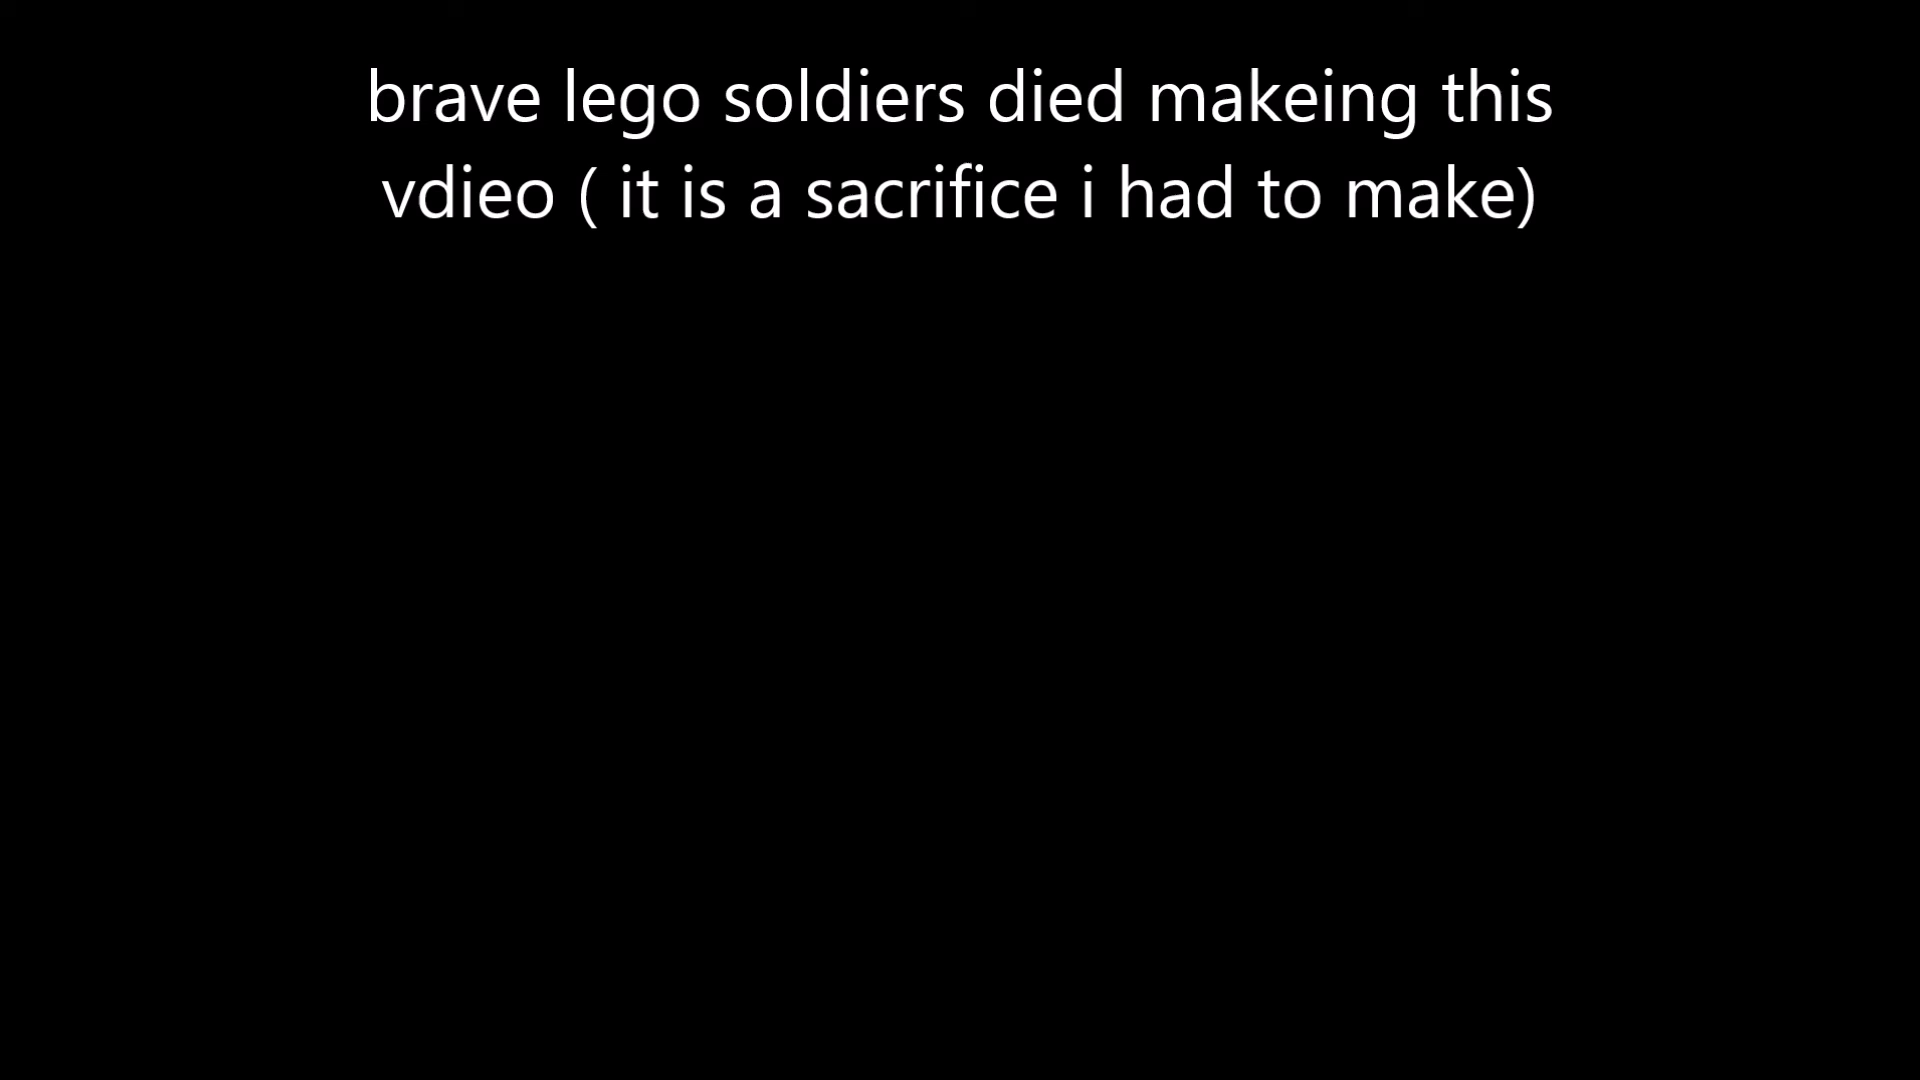 brave lego soldiers died makeing this
vdieo ( it is a sacrifice i had to make)